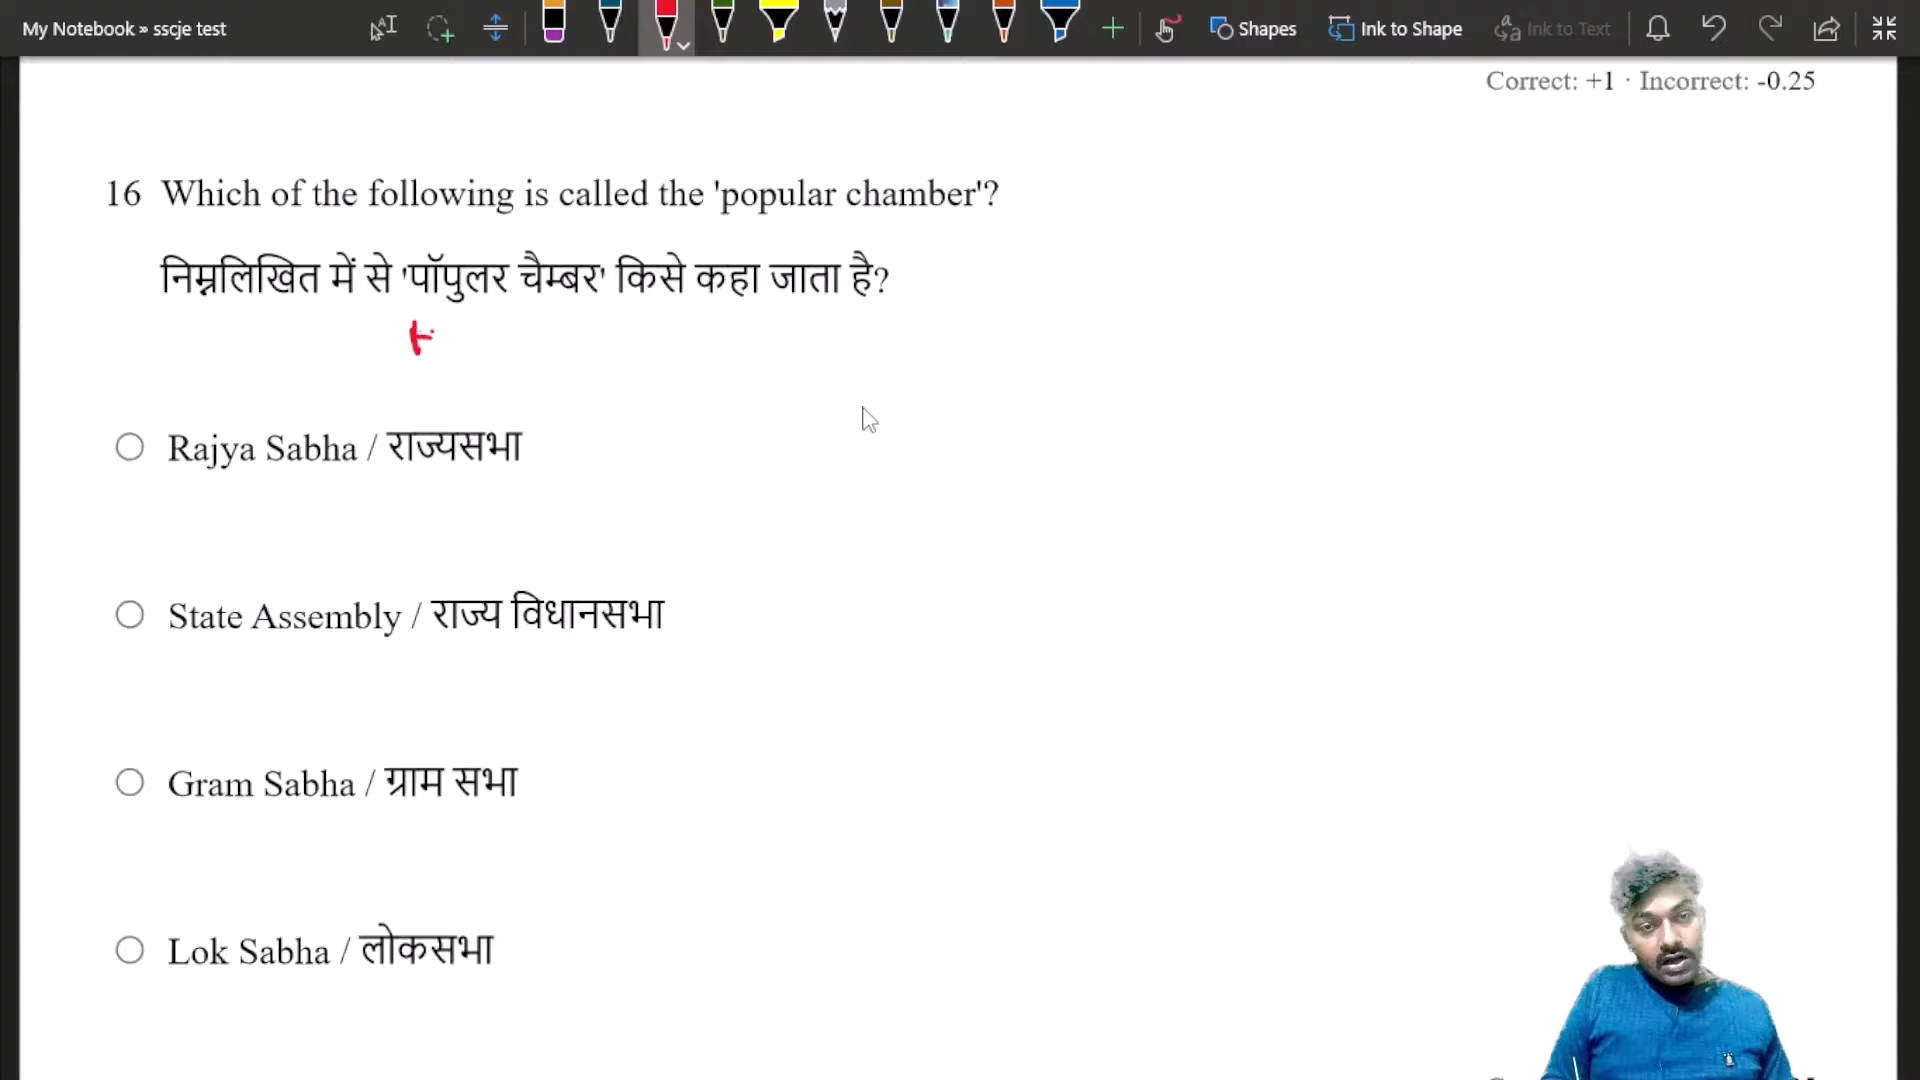 My Notebook » sscje test
Shapes
Ink to Shape
Ink to Text
Correct: +1 · Incorrect: -0.25
16 Which of the following is called the 'popular chamber'?
निम्नलिखित में से 'पॉपुलर चैम्बर' किसे कहा जाता है?
Rajya Sabha / राज्यसभा
State Assembly / राज्य विधानसभा
Gram Sabha / ग्राम सभा
Lok Sabha / लोकसभा